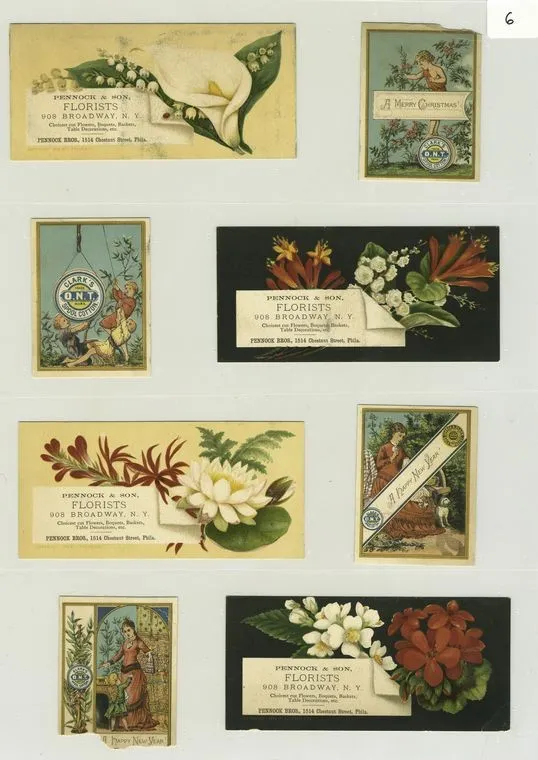 6
PENNOCK & SON,
FLORISTS
908 BROADWAY, N. Y.
Choicest cut Flowers, Boquets, Baskets,
Table Decorations, etc.
PENNOCK BROS., 1514 Chestnut Street, Phila.
A MERRY CHRISTMAS
CLARK'S
O.N.T.
SPOOL COTTON
CLARK'S
O.N.T.
SPOOL COTTON
PENNOCK & SON,
FLORISTS
908 BROADWAY, N. Y.
Choicest cut Flowers, Boquets, Baskets,
Table Decorations, etc.
PENNOCK BROS., 1514 Chestnut Street, Phila.
PENNOCK & SON,
FLORISTS
908 BROADWAY, N. Y.
Choicest cut Flowers, Boquets, Baskets,
Table Decorations, etc.
PENNOCK BROS., 1514 Chestnut Street, Phila.
A HAPPY NEW YEAR
O.N.T.
O.N.T.
A HAPPY NEW YEAR
PENNOCK & SON,
FLORISTS
908 BROADWAY, N. Y.
Choicest cut Flowers, Boquets, Baskets,
Table Decorations, etc.
PENNOCK BROS., 1514 Chestnut Street, Phila.